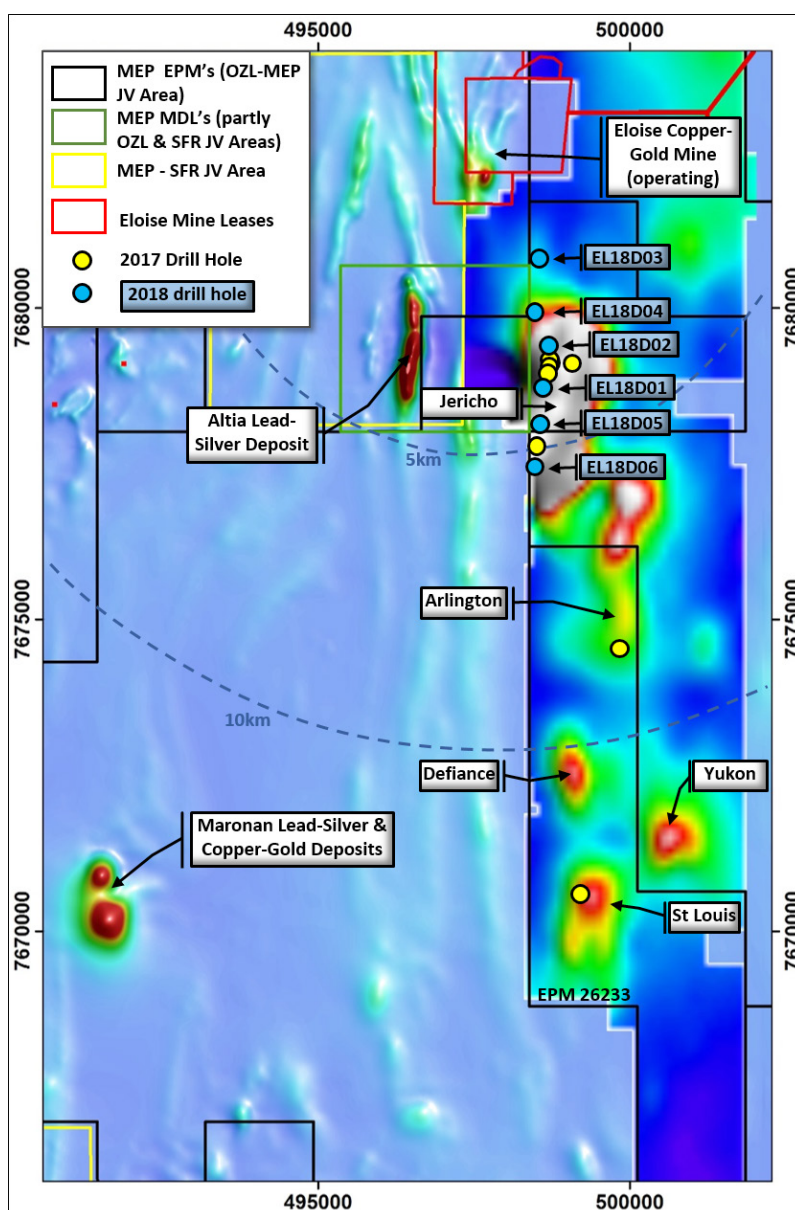 495000
500000
MEP EPM's (OZL-MEP
JV Area)
MEP MDL's (partly
OZL & SFR JV Areas)
MEP - SFR JV Area
Eloise Mine Leases
2017 Drill Hole
2018 drill hole
Eloise Copper-
Gold Mine
(operating)
EL18D03
7680000
EL18D04
7680000
EL18D02
Jericho
EL18D01
Altia Lead-
Silver Deposit
EL18D05
5km
EL18D06
Arlington
7675000
7675000
10km
Defiance
Yukon
Maronan Lead-Silver &
Copper-Gold Deposits
St Louis
7670000
7670000
EPM 26233
495000
500000